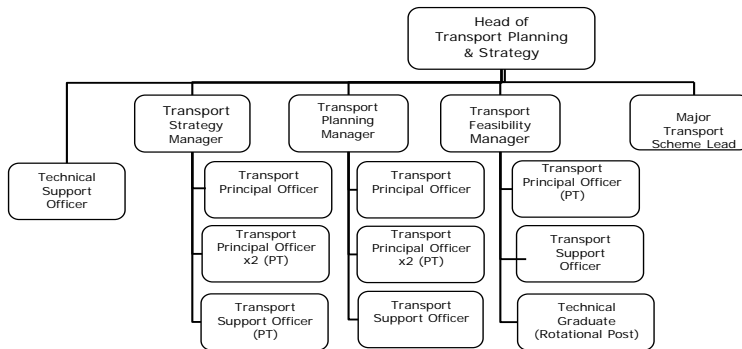 Head of
Transport Planning
& Strategy
Transport
Strategy
Manager
Transport
Planning
Manager
Transport
Feasibility
Manager
Major
Transport
Scheme Lead
Technical
Support
Officer
Transport
Principal Officer
Transport
Principal Officer
Transport
Principal Officer
(PT)
Transport
Principal Officer
x2 (PT)
Transport
Principal Officer
x2 (PT)
Transport
Support
Officer
Transport
Support Officer
(PT)
Transport
Support Officer
Technical
Graduate
(Rotational Post)